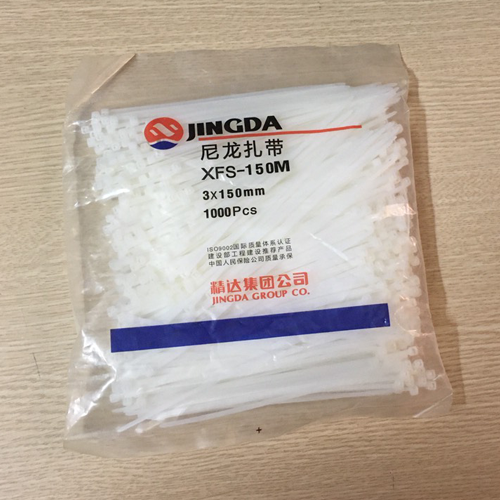 JINGDA
尼龙扎带
XFS-150M
3X150mm
1000Pcs
ISO9002国际质量体系认证
建设部工程建设推荐产品
中国人民保险公司质量承保
精达集团公司
JINGDA GROUP CO.